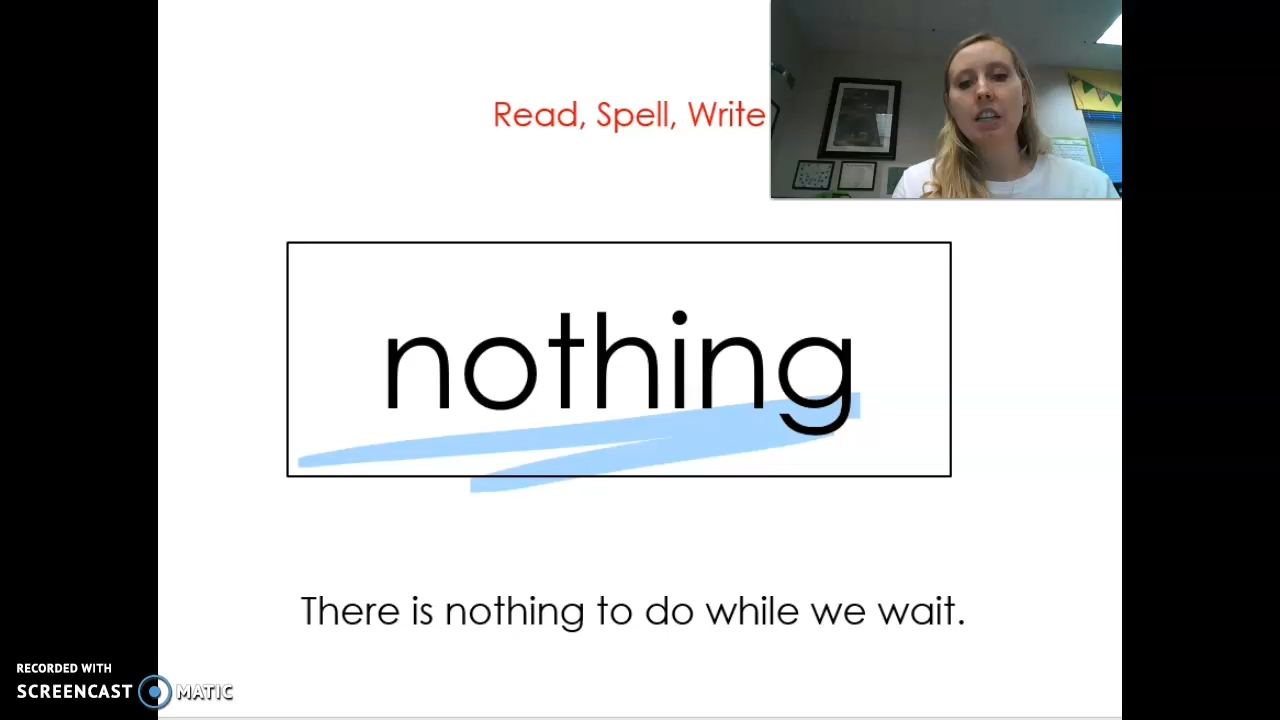 Read, Spell, Write
nothing
There is nothing to do while we wait.
RECORDED WITH
SCREENCAST MATIC